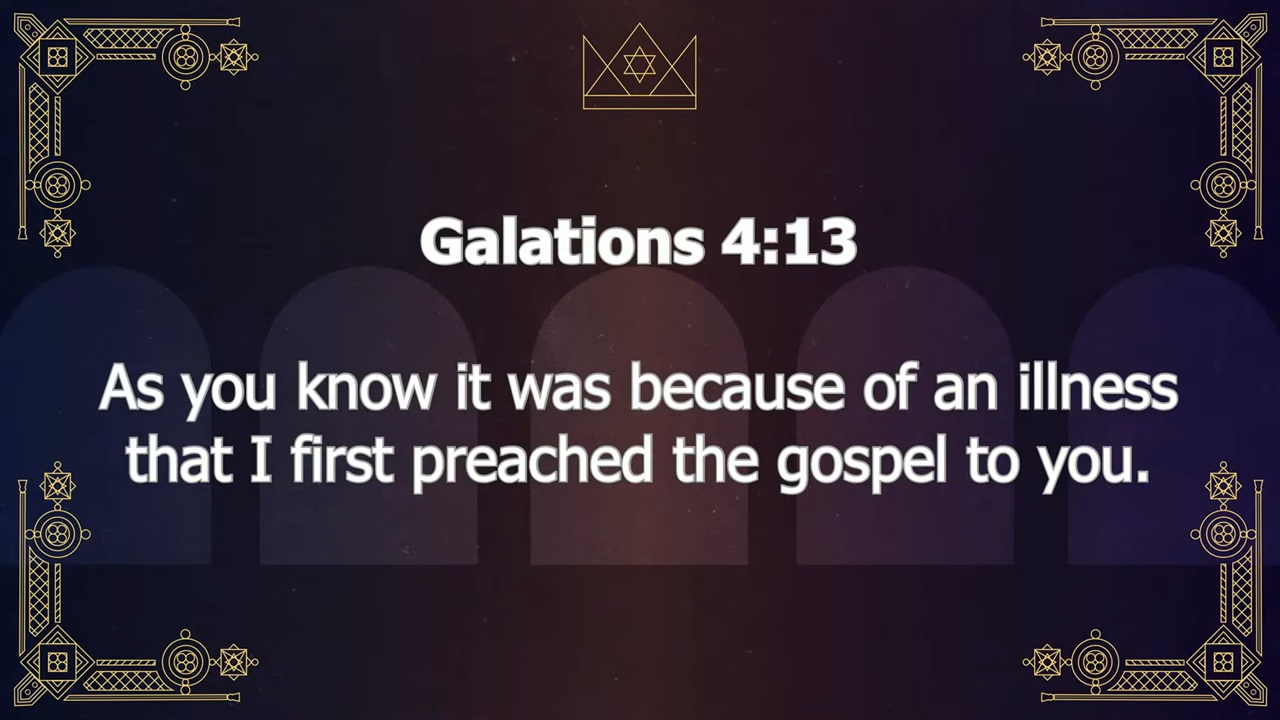 Galations 4:13
As you know it was because of an illness
that I first preached the gospel to you.